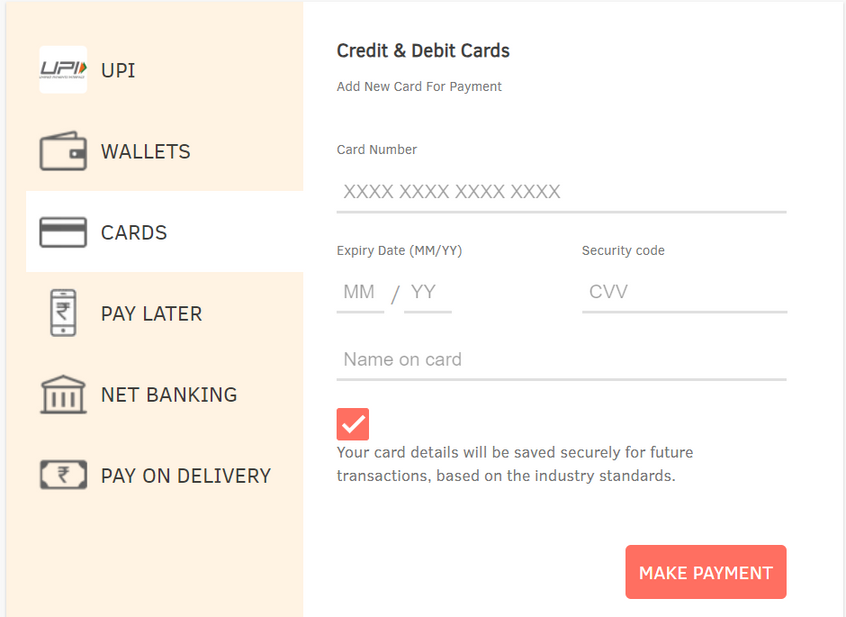 UPI
UPI
WALLETS
CARDS
PAY LATER
NET BANKING
PAY ON DELIVERY
Credit & Debit Cards
Add New Card For Payment
Card Number
XXXX XXXX XXXX XXXX
Expiry Date (MM/YY)
Security code
MM / YY
CVV
Name on card
Your card details will be saved securely for future
transactions, based on the industry standards.
MAKE PAYMENT